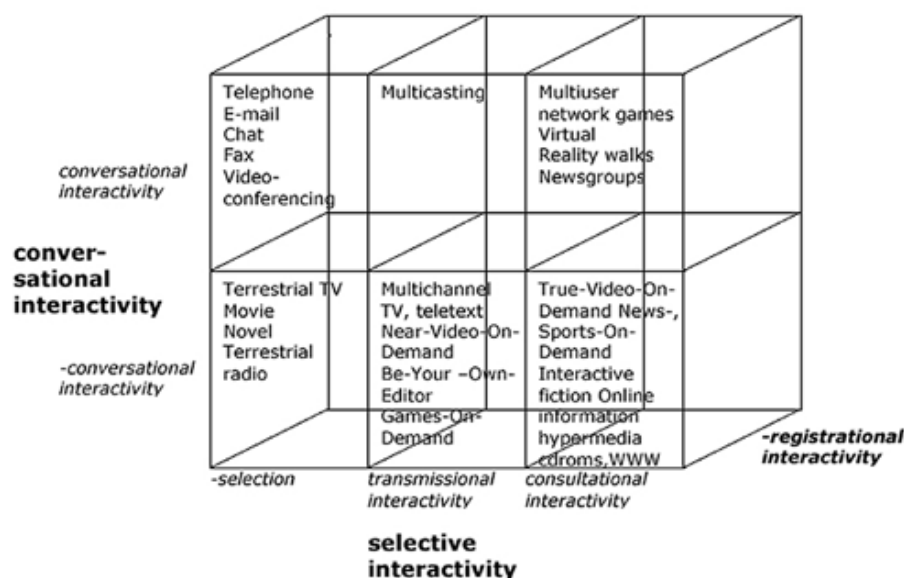 Telephone
E-mail
Chat
Fax
Video-
conferencing
Multicasting
Multiuser
network games
Virtual
Reality walks
Newsgroups
conversational
interactivity
conver-
sational
interactivity
Terrestrial TV
Movie
Novel
Terrestrial
radio
Multichannel
TV, teletext
Near-Video-On-
Demand
Be-Your –Own-
Editor
Games-On-
Demand
True-Video-On-
Demand News-,
Sports-On-
Demand
Interactive
fiction Online
information
hypermedia
cdroms,WWW
-conversational
interactivity
-registrational
interactivity
-selection
transmissional
interactivity
consultational
interactivity
selective
interactivity